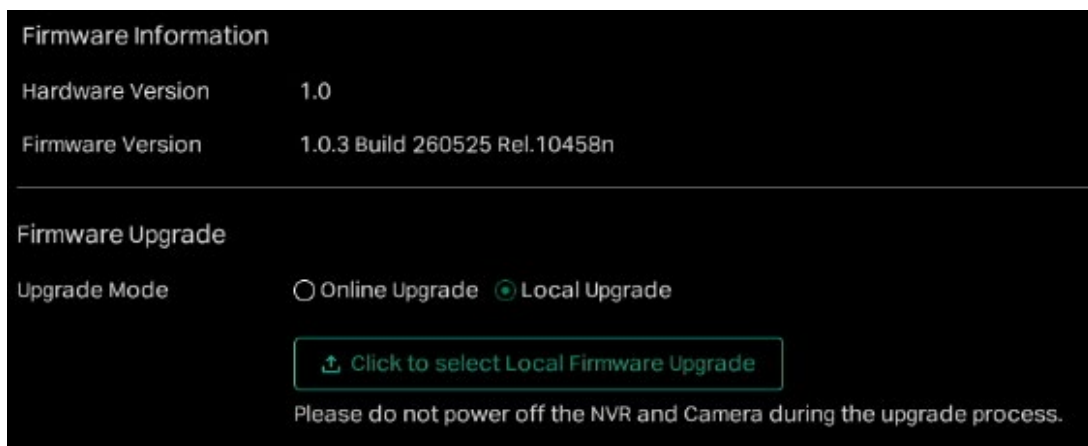 Firmware Information
Hardware Version 1.0
Firmware Version 1.0.3 Build 260525 Rel.10458n
Firmware Upgrade
Upgrade Mode Online Upgrade Local Upgrade
Click to select Local Firmware Upgrade
Please do not power off the NVR and Camera during the upgrade process.